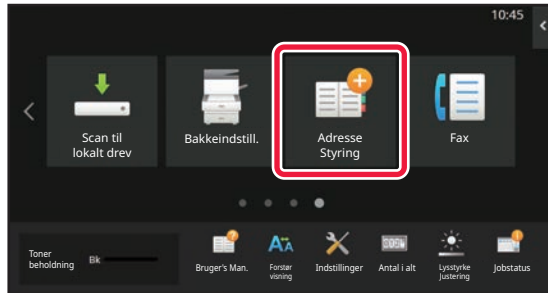 10:45
Scan til
lokalt drev
Bakkeindstill.
Adresse
Styring
Fax
Toner
beholdning
Bk
Bruger's Man.
Forstør
visning
Indstillinger
Antal i alt
Lysstyrke
Justering
Jobstatus